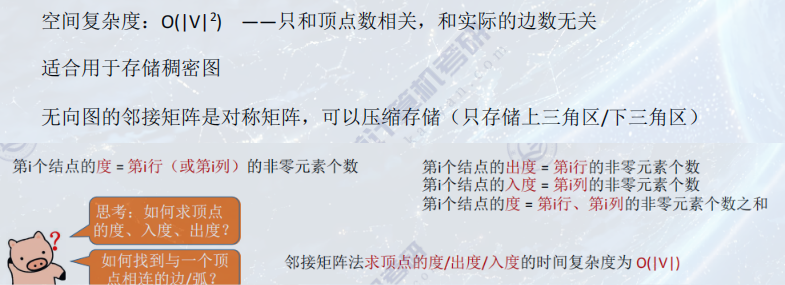 空间复杂度：O(|V|²) ——只和顶点数相关，和实际的边数无关
适合用于存储稠密图
无向图的邻接矩阵是对称矩阵，可以压缩存储（只存储上三角区/下三角区）
第i个结点的度 = 第i行（或第i列）的非零元素个数
第i个结点的出度 = 第i行的非零元素个数
第i个结点的入度 = 第i列的非零元素个数
第i个结点的度 = 第i行、第i列的非零元素个数之和
思考：如何求顶点
的度、入度、出度？
如何找到与一个顶
点相连的边/弧？
邻接矩阵法求顶点的度/出度/入度的时间复杂度为 O(|V|)